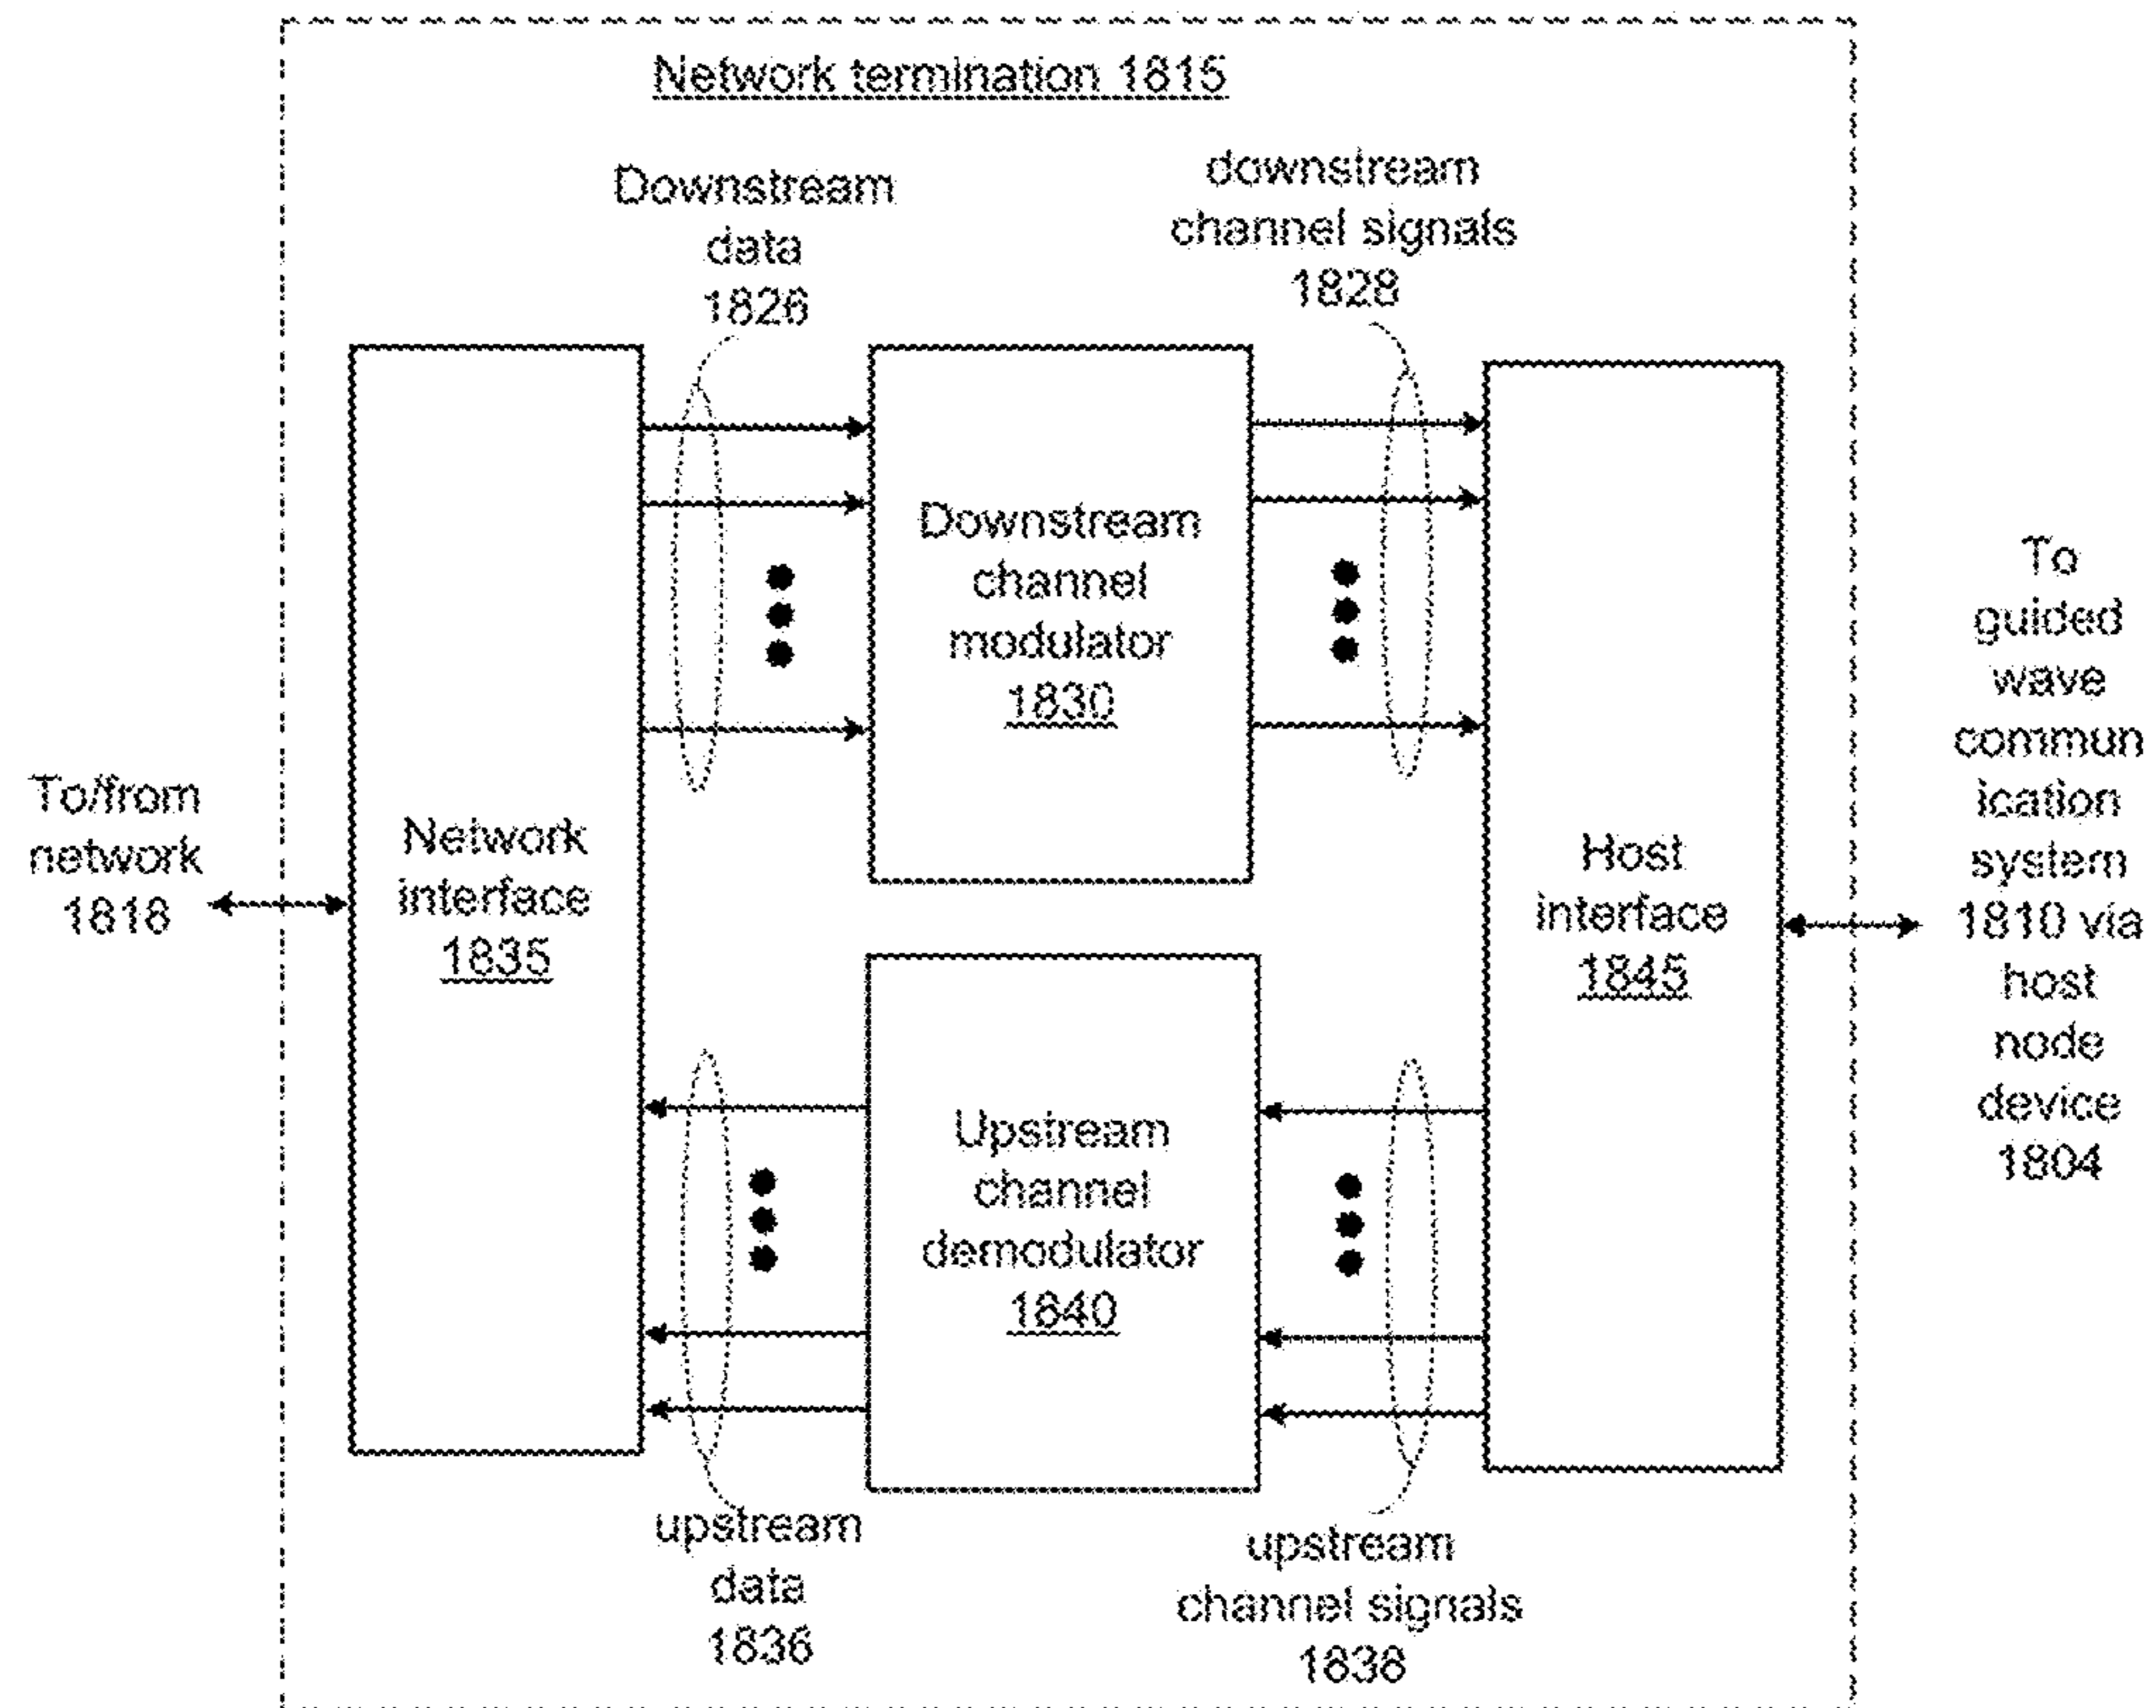 Network termination 1815
Downstream
data
1826
downstream
channel signals
1828
Downstream
channel
modulator
1830
To/from
network
1818
Network
interface
1835
Host
interface
1845
To
guided
wave
commun
ication
system
1810 via
host
node
device
1804
Upstream
channel
demodulator
1840
upstream
data
1836
upstream
channel signals
1838